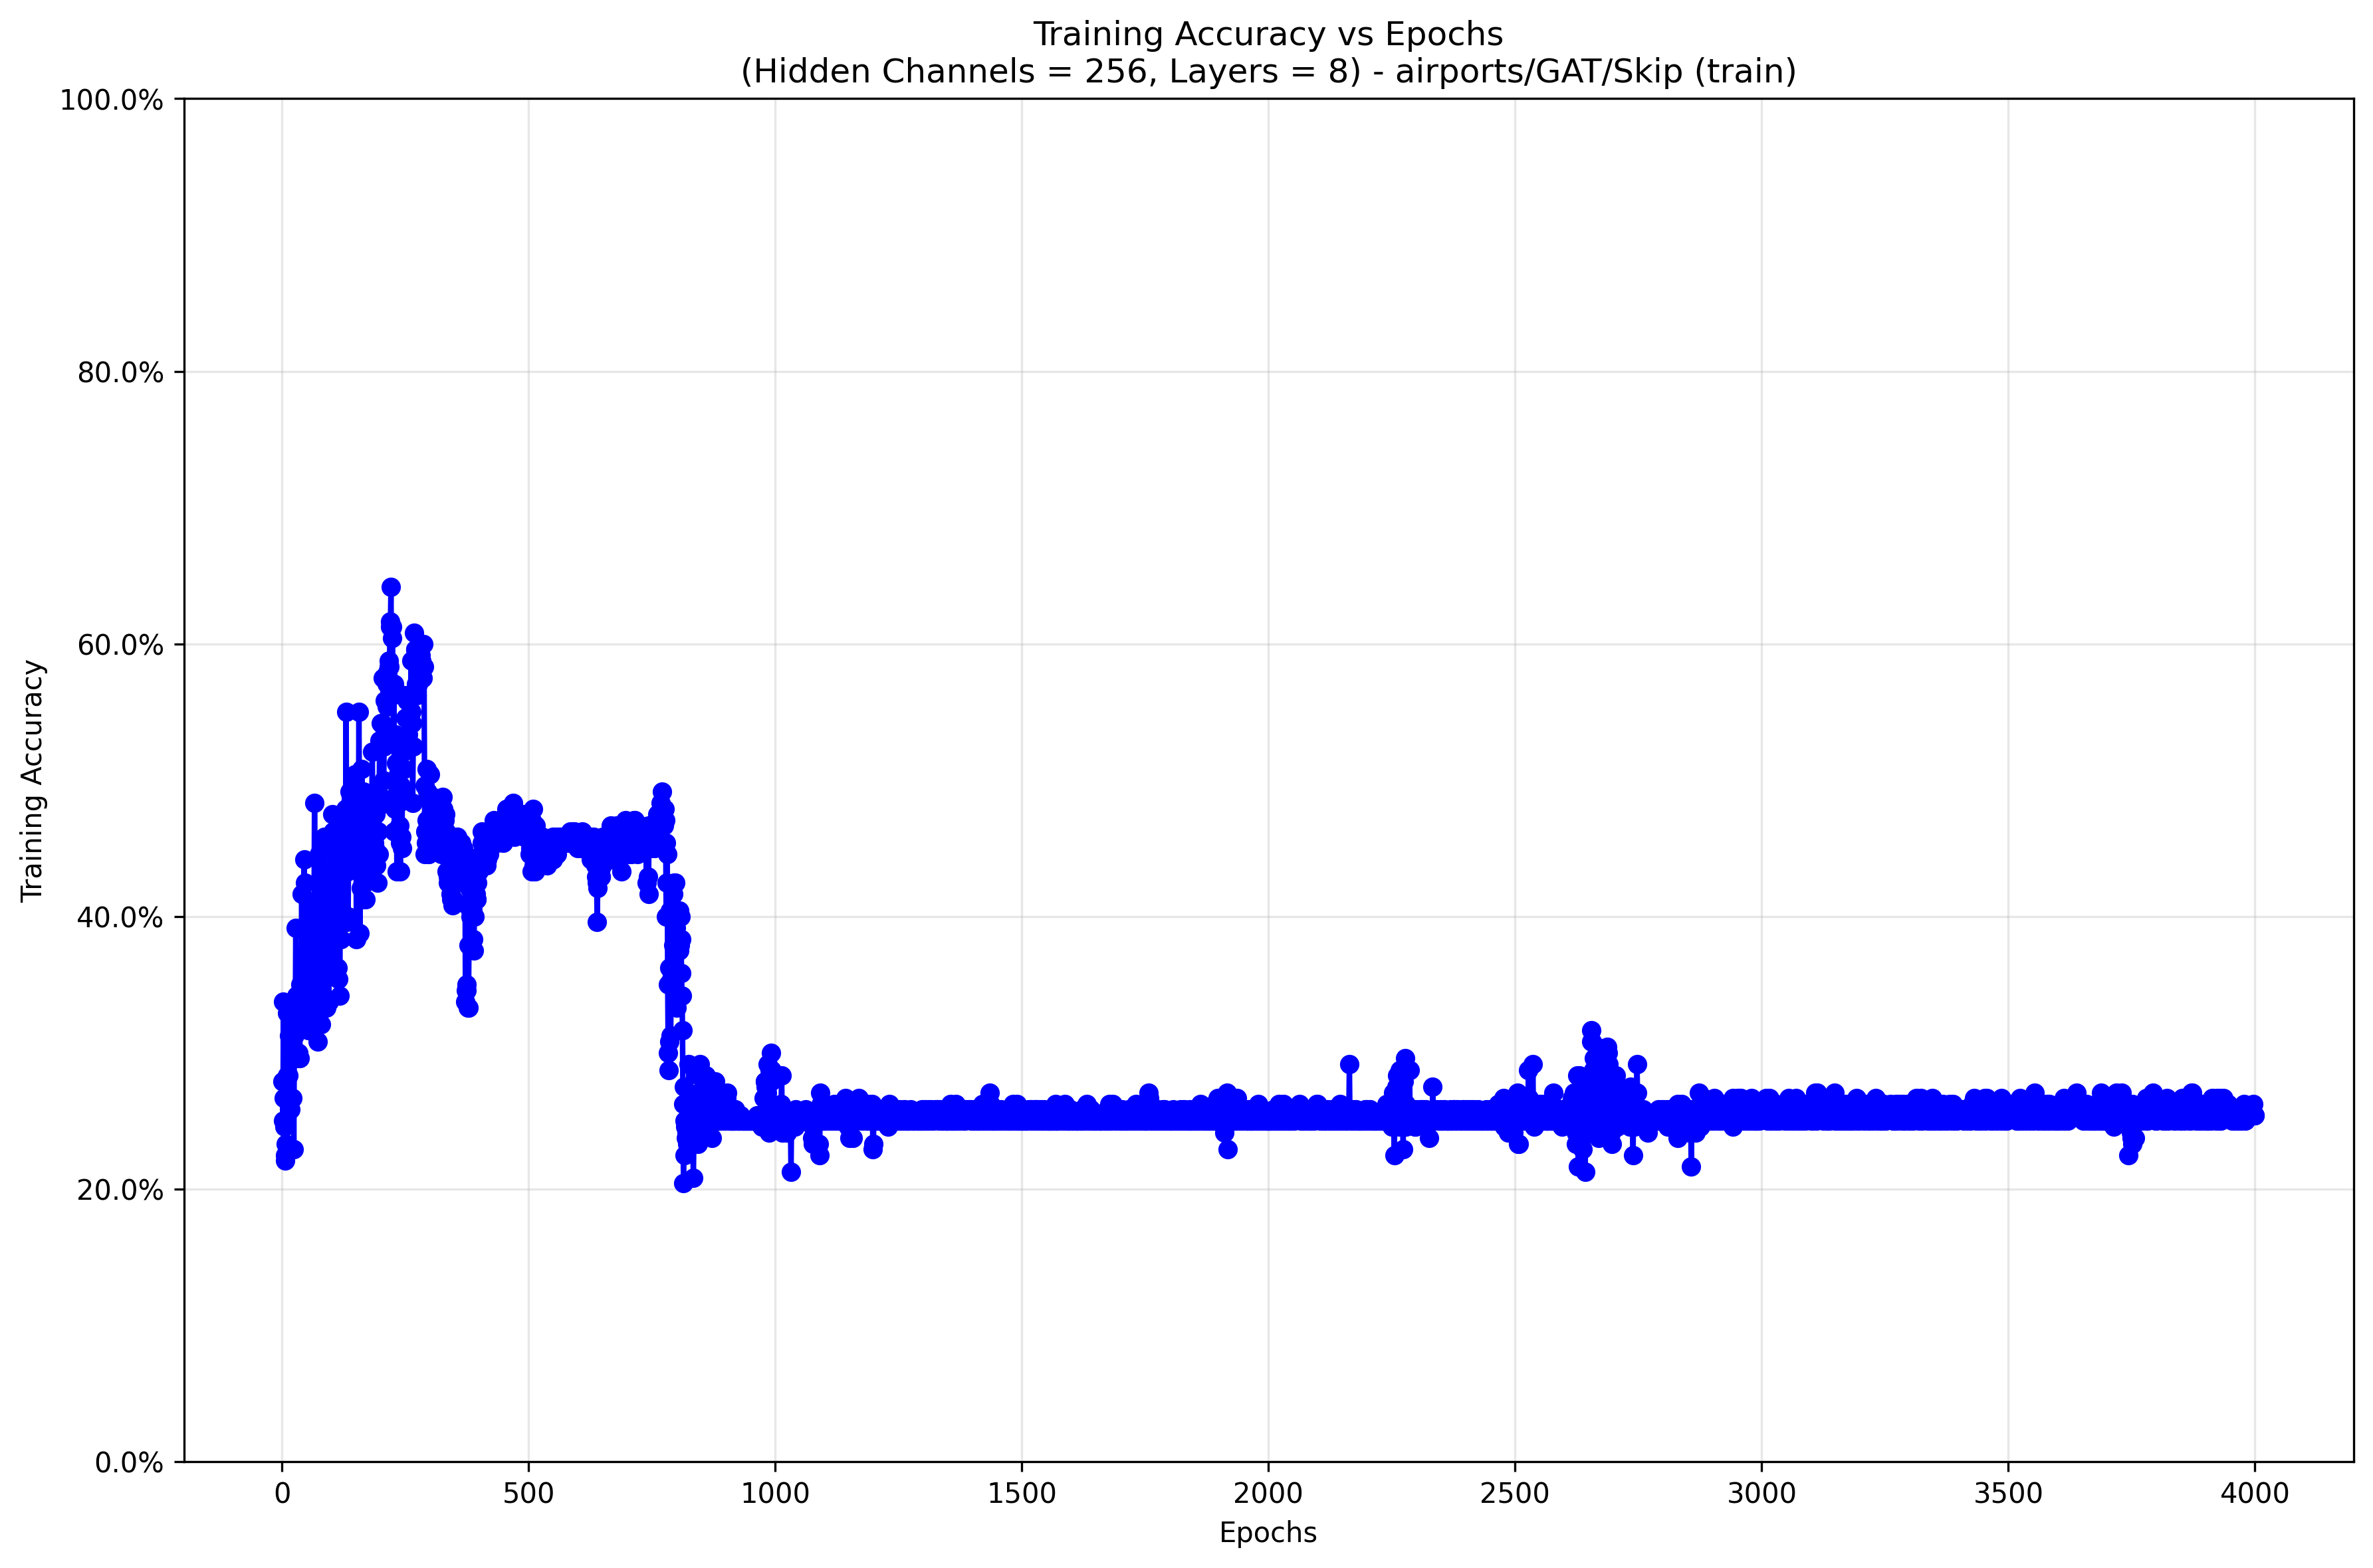 Training Accuracy vs Epochs
(Hidden Channels = 256, Layers = 8) - airports/GAT/Skip (train)
100.0%
80.0%
60.0%
40.0%
20.0%
0.0%
Training Accuracy
0 500 1000 1500 2000 2500 3000 3500 4000
Epochs